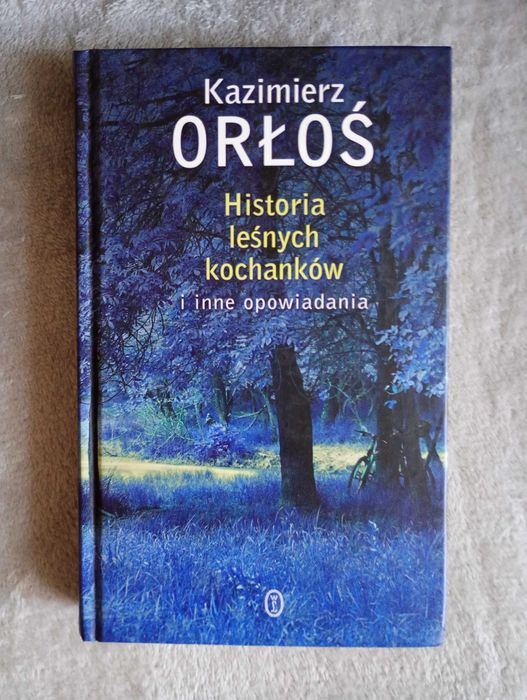 Kazimierz
ORŁOŚ
Historia
leśnych
kochanków
i inne opowiadania